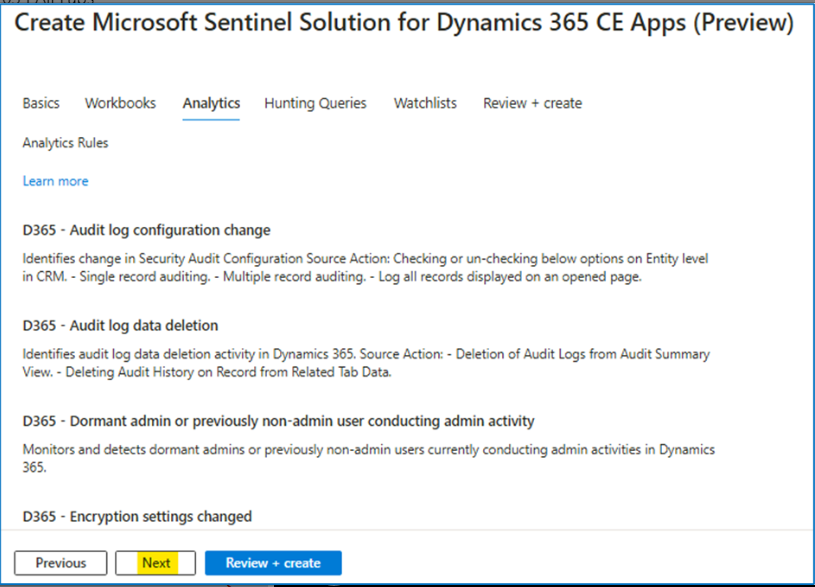 Create Microsoft Sentinel Solution for Dynamics 365 CE Apps (Preview)
Basics Workbooks Analytics Hunting Queries Watchlists Review + create
Analytics Rules
Learn more
D365 - Audit log configuration change
Identifies change in Security Audit Configuration Source Action: Checking or un-checking below options on Entity level
in CRM. - Single record auditing. - Multiple record auditing. - Log all records displayed on an opened page.
D365 - Audit log data deletion
Identifies audit log data deletion activity in Dynamics 365. Source Action: - Deletion of Audit Logs from Audit Summary
View. - Deleting Audit History on Record from Related Tab Data.
D365 - Dormant admin or previously non-admin user conducting admin activity
Monitors and detects dormant admins or previously non-admin users currently conducting admin activities in Dynamics
365.
D365 - Encryption settings changed
Previous Next Review + create